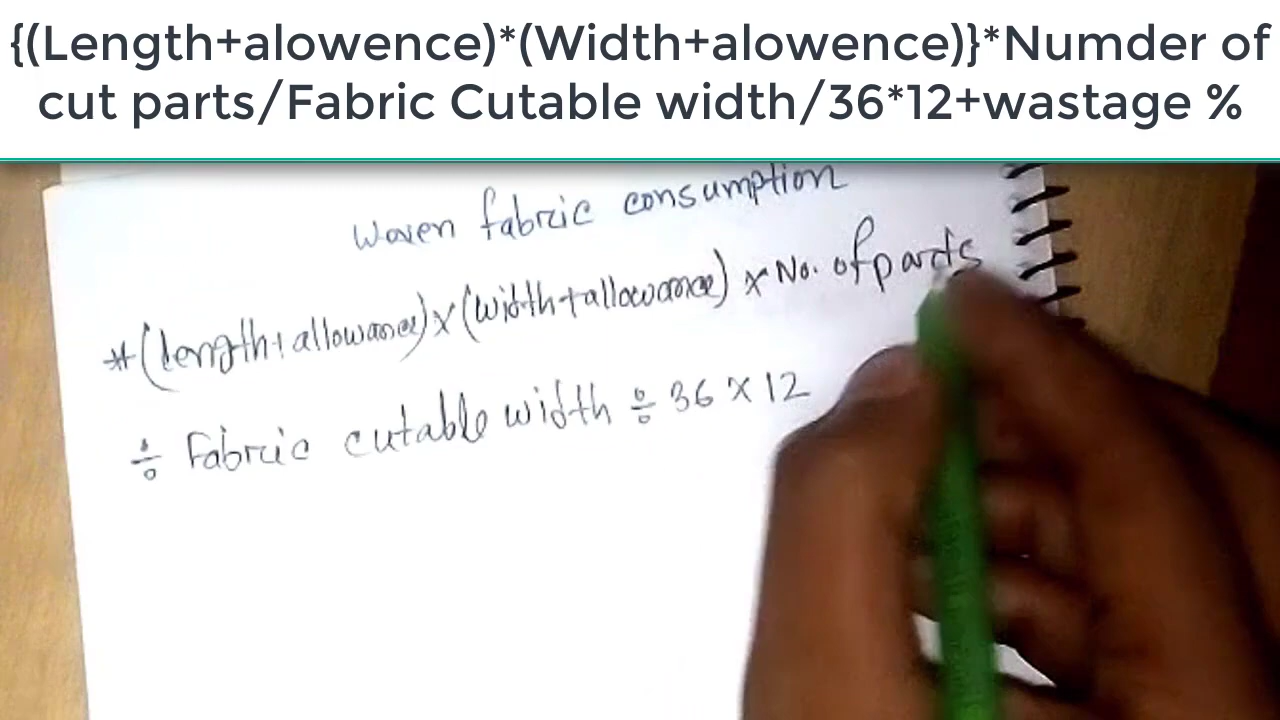 {(Length+alowence)*(Width+alowence)}*Numder of
cut parts/Fabric Cutable width/36*12+wastage %
Woven fabric consumption
*(length+allowance)x(width+allowance) x No. of parts
÷ Fabric cutable width ÷ 36 x 12